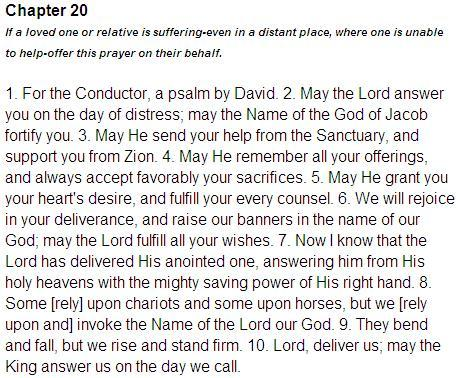 Chapter 20
If a loved one or relative is suffering-even in a distant place, where one is unable
to help-offer this prayer on their behalf.
1. For the Conductor, a psalm by David. 2. May the Lord answer
you on the day of distress; may the Name of the God of Jacob
fortify you. 3. May He send your help from the Sanctuary, and
support you from Zion. 4. May He remember all your offerings,
and always accept favorably your sacrifices. 5. May He grant you
your heart's desire, and fulfill your every counsel. 6. We will rejoice
in your deliverance, and raise our banners in the name of our
God; may the Lord fulfill all your wishes. 7. Now I know that the
Lord has delivered His anointed one, answering him from His
holy heavens with the mighty saving power of His right hand. 8.
Some [rely] upon chariots and some upon horses, but we [rely
upon and] invoke the Name of the Lord our God. 9. They bend
and fall, but we rise and stand firm. 10. Lord, deliver us; may the
King answer us on the day we call.